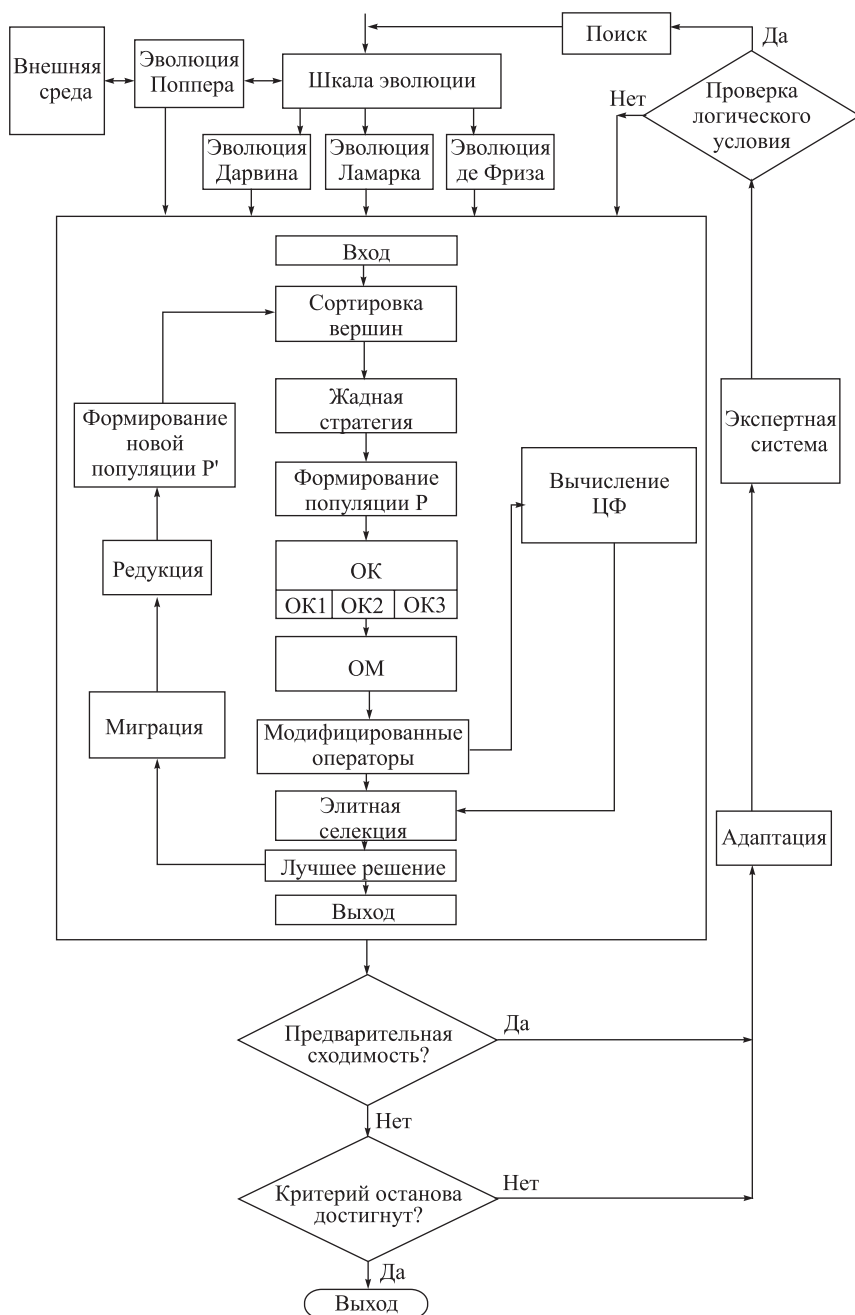 Поиск
Да
Внешняя
среда
Эволюция
Поппера
Шкала эволюции
Нет
Проверка
логического
условия
Эволюция
Дарвина
Эволюция
Ламарка
Эволюция
де Фриза
Вход
Сортировка
вершин
Жадная
стратегия
Формирование
новой
популяции P'
Экспертная
система
Формирование
популяции P
Вычисление
ЦФ
ОК
ОК1 ОК2 ОК3
Редукция
ОМ
Миграция
Модифицированные
операторы
Элитная
селекция
Адаптация
Лучшее решение
Выход
Предварительная
сходимость?
Да
Нет
Критерий останова
достигнут?
Нет
Да
Выход